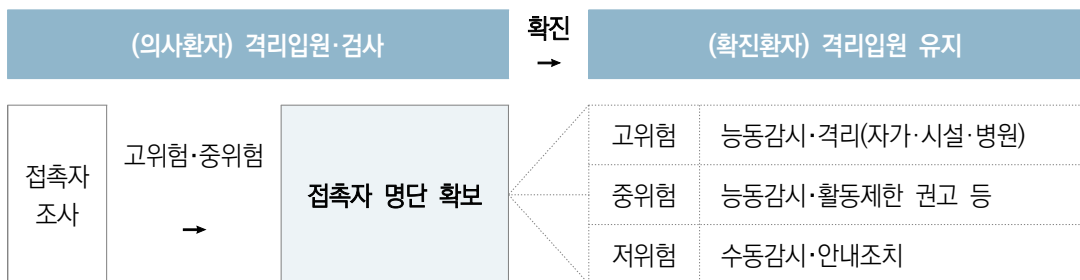 (의사환자) 격리입원·검사
확진
→
(확진환자) 격리입원 유지
접촉자
조사
고위험·중위험
→
접촉자 명단 확보
고위험 능동감시·격리(자가·시설·병원)
중위험 능동감시·활동제한 권고 등
저위험 수동감시·안내조치